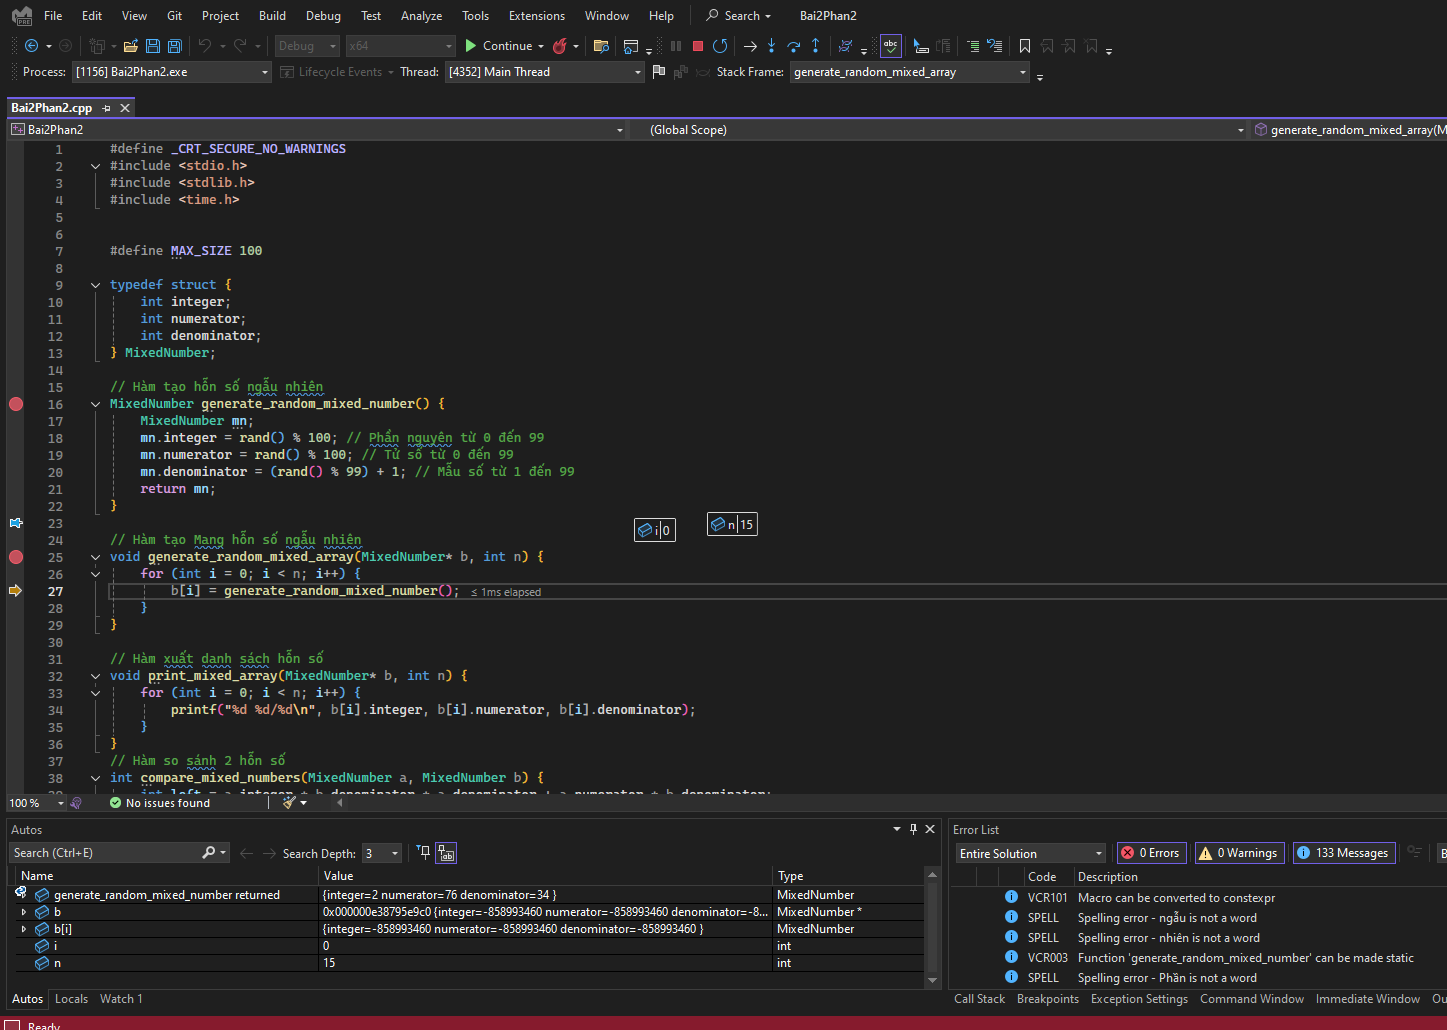 File Edit View Git Project Build Debug Test Analyze Tools Extensions Window Help Search Bai2Phan2
Debug x64 Continue
Process: [1156] Bai2Phan2.exe Lifecycle Events Thread: [4352] Main Thread Stack Frame: generate_random_mixed_array
Bai2Phan2.cpp
Bai2Phan2 (Global Scope) generate_random_mixed_array(M
1 #define _CRT_SECURE_NO_WARNINGS
2 #include <stdio.h>
3 #include <stdlib.h>
4 #include <time.h>
5
6
7 #define MAX_SIZE 100
8
9 typedef struct {
10 int integer;
11 int numerator;
12 int denominator;
13 } MixedNumber;
14
15 // Hàm tạo hỗn số ngẫu nhiên
16 MixedNumber generate_random_mixed_number() {
17 MixedNumber mn;
18 mn.integer = rand() % 100; // Phần nguyên từ 0 đến 99
19 mn.numerator = rand() % 100; // Tử số từ 0 đến 99
20 mn.denominator = (rand() % 99) + 1; // Mẫu số từ 1 đến 99
21 return mn;
22 }
23
24 // Hàm tạo Mang hỗn số ngẫu nhiên
i 0 n 15
25 void generate_random_mixed_array(MixedNumber* b, int n) {
26 for (int i = 0; i < n; i++) {
27 b[i] = generate_random_mixed_number(); ≤ 1ms elapsed
28 }
29 }
30
31 // Hàm xuất danh sách hỗn số
32 void print_mixed_array(MixedNumber* b, int n) {
33 for (int i = 0; i < n; i++) {
34 printf("%d %d/%d\n", b[i].integer, b[i].numerator, b[i].denominator);
35 }
36 }
37 // Hàm so sánh 2 hỗn số
38 int compare_mixed_numbers(MixedNumber a, MixedNumber b) {
100 % No issues found
Autos
Search (Ctrl+E) Search Depth: 3
Name Value Type
generate_random_mixed_number returned {integer=2 numerator=76 denominator=34 } MixedNumber
b 0x000000e38795e9c0 {integer=-858993460 numerator=-858993460 denominator=-8... MixedNumber *
b[i] {integer=-858993460 numerator=-858993460 denominator=-858993460 } MixedNumber
i 0 int
n 15 int
Autos Locals Watch 1
Error List
Entire Solution 0 Errors 0 Warnings 133 Messages B
Code Description
VCR101 Macro can be converted to constexpr
SPELL Spelling error - ngẫu is not a word
SPELL Spelling error - nhiên is not a word
VCR003 Function 'generate_random_mixed_number' can be made static
SPELL Spelling error - Phần is not a word
Call Stack Breakpoints Exception Settings Command Window Immediate Window Ou
Ready